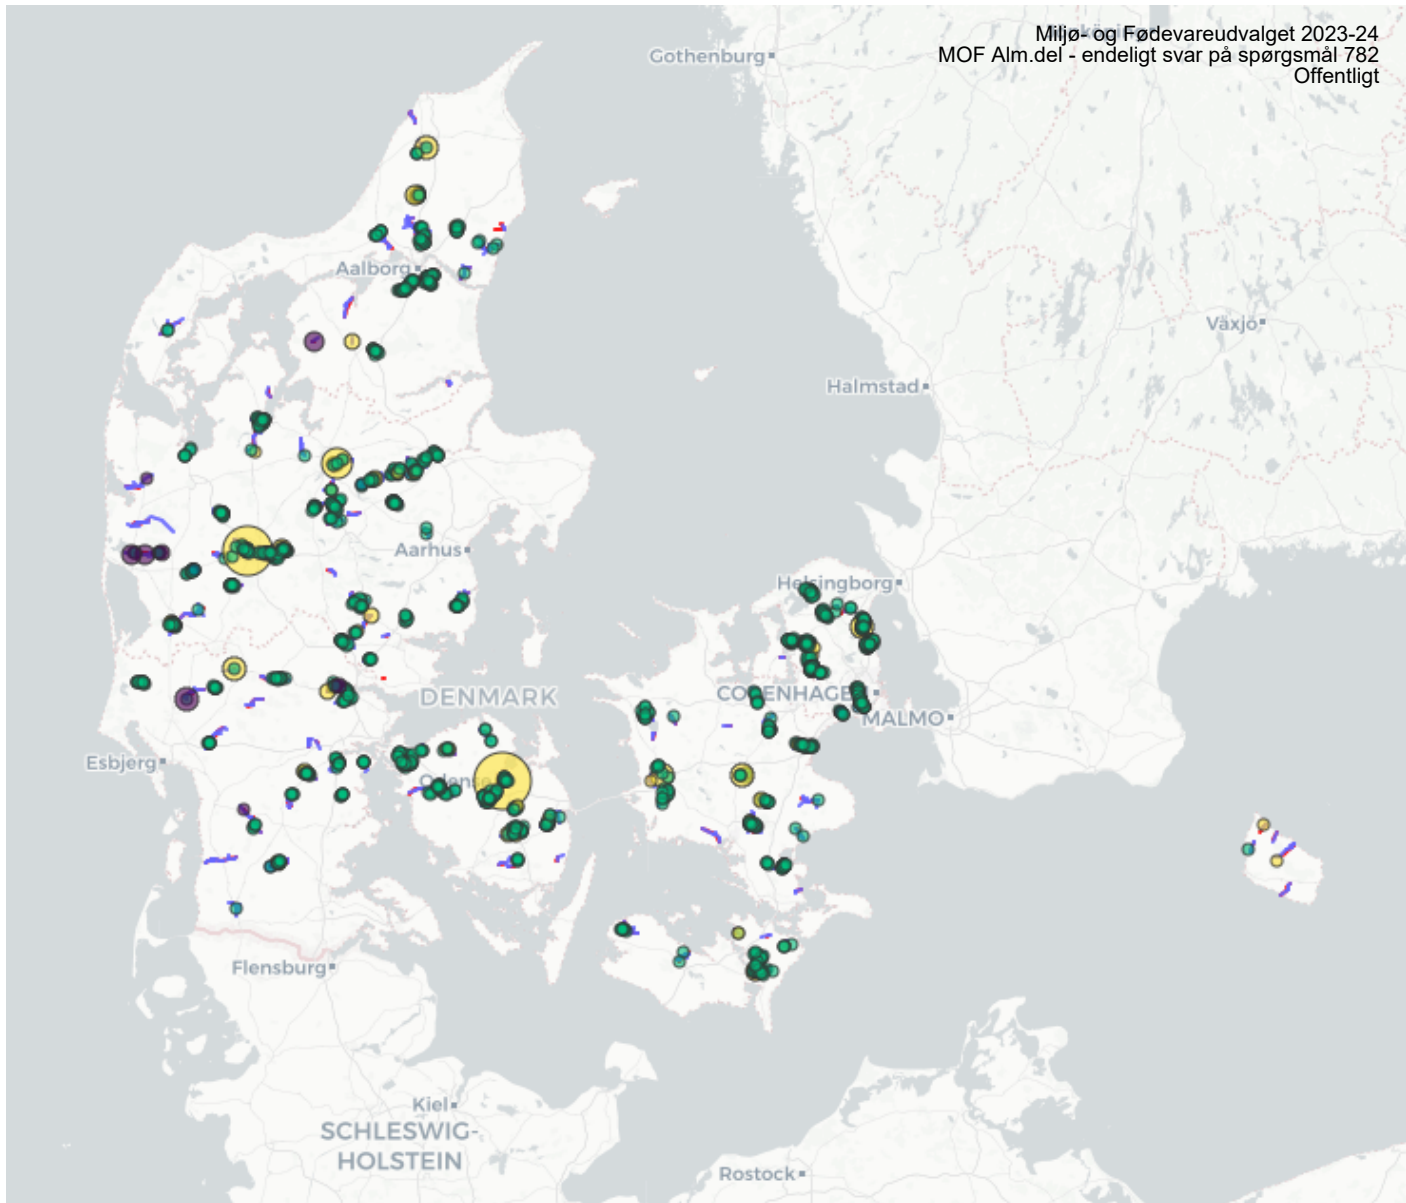 Miljø- og Fødevareudvalget 2023-24
MOF Alm.del - endeligt svar på spørgsmål 782
Offentligt
Gothenburg
Aalborg
Växjö
Halmstad
Aarhus
Helsingborg
DENMARK
COPENHAGEN
MALMO
Esbjerg
Odense
Flensburg
Kiel
SCHLESWIG-
HOLSTEIN
Rostock